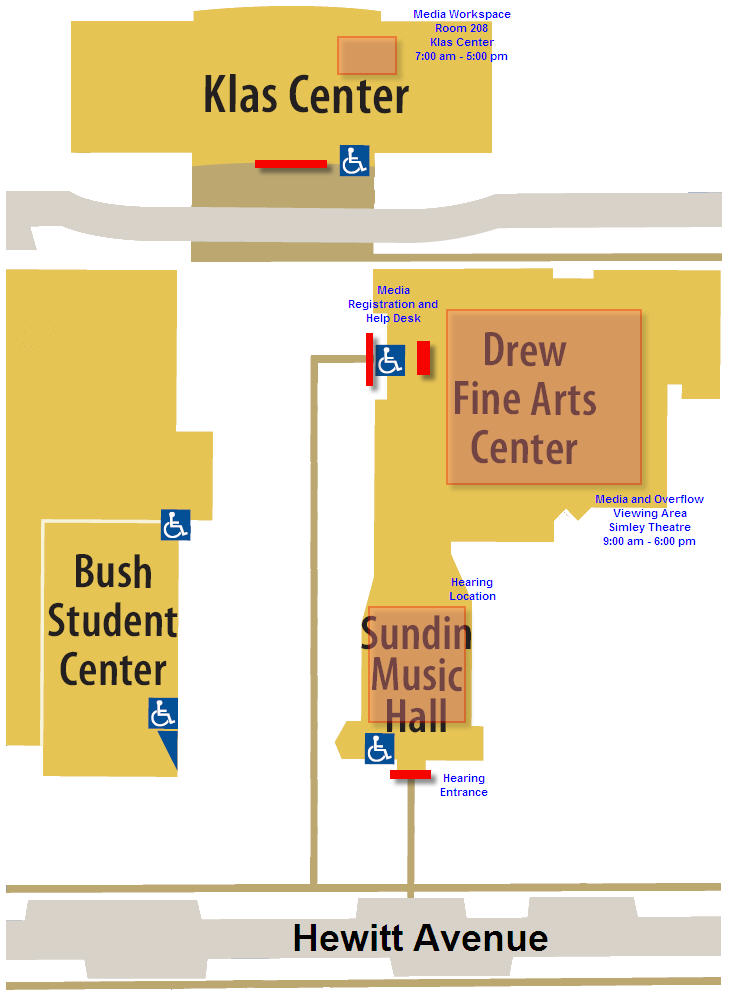 Media Workspace
Room 208
Klas Center
7:00 am - 5:00 pm
Klas Center
Media
Registration and
Help Desk
Drew
Fine Arts
Center
Media and Overflow
Viewing Area
Simley Theatre
9:00 am - 6:00 pm
Bush
Student
Center
Hearing
Location
Sundin
Music
Hall
Hearing
Entrance
Hewitt Avenue